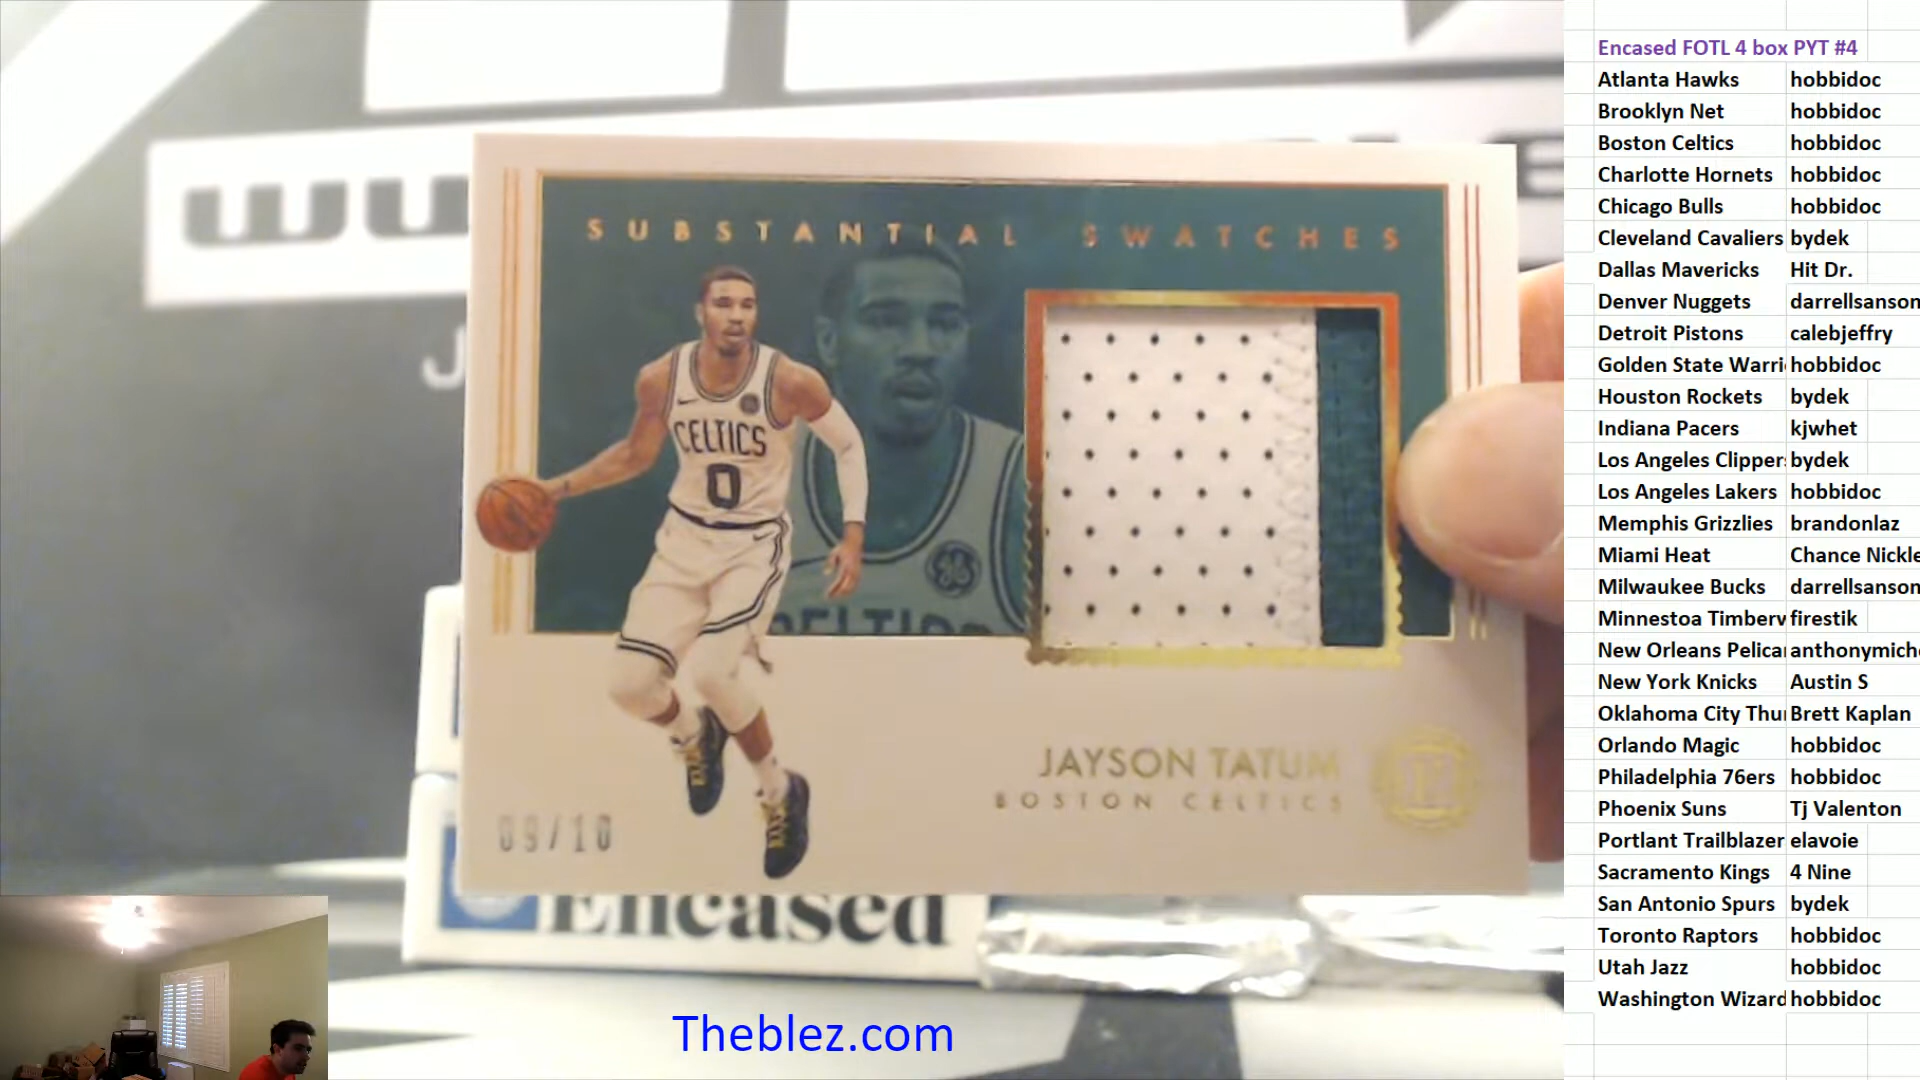 SUBSTANTIAL SWATCHES
CELTICS
0
JAYSON TATUM
BOSTON CELTICS
09/10
Encased
Theblez.com
Encased FOTL 4 box PYT #4
Atlanta Hawks hobbidoc
Brooklyn Net hobbidoc
Boston Celtics hobbidoc
Charlotte Hornets hobbidoc
Chicago Bulls hobbidoc
Cleveland Cavaliers bydek
Dallas Mavericks Hit Dr.
Denver Nuggets darrellsanson
Detroit Pistons calebjeffry
Golden State Warri hobbidoc
Houston Rockets bydek
Indiana Pacers kjwhet
Los Angeles Clippers bydek
Los Angeles Lakers hobbidoc
Memphis Grizzlies brandonlaz
Miami Heat Chance Nickle
Milwaukee Bucks darrellsanson
Minnestoa Timberw firestik
New Orleans Pelican anthonymich
New York Knicks Austin S
Oklahoma City Thu Brett Kaplan
Orlando Magic hobbidoc
Philadelphia 76ers hobbidoc
Phoenix Suns Tj Valenton
Portlant Trailblazer elavoie
Sacramento Kings 4 Nine
San Antonio Spurs bydek
Toronto Raptors hobbidoc
Utah Jazz hobbidoc
Washington Wizard hobbidoc